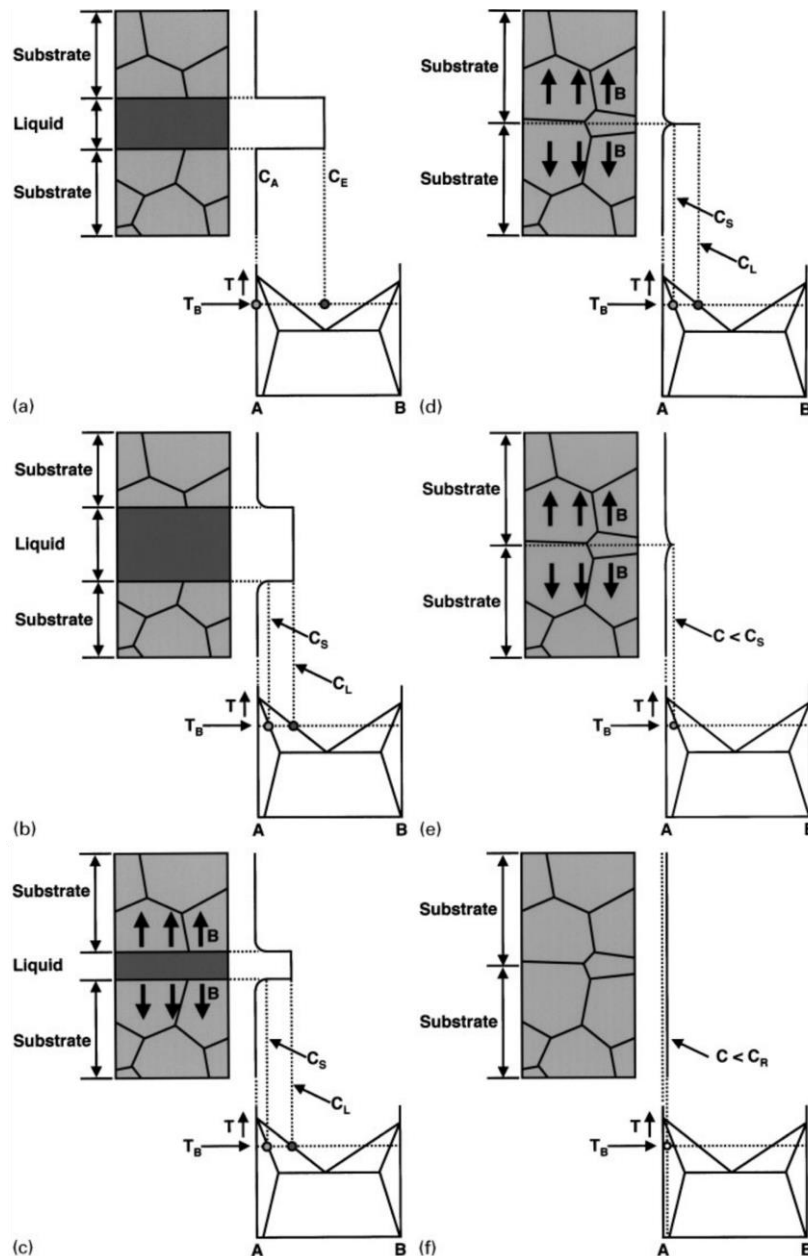 Substrate
Liquid
Substrate
C_A
C_E
T
T_B
A
B
(a)
Substrate
Liquid
Substrate
C_S
C_L
T
T_B
A
B
(b)
Substrate
B
Liquid
B
Substrate
C_S
C_L
T
T_B
A
B
(c)
Substrate
B
B
Substrate
C_S
C_L
T
T_B
A
B
(d)
Substrate
B
B
Substrate
C < C_S
T
T_B
A
(e)
Substrate
Substrate
C < C_R
T
T_B
A
B
(f)